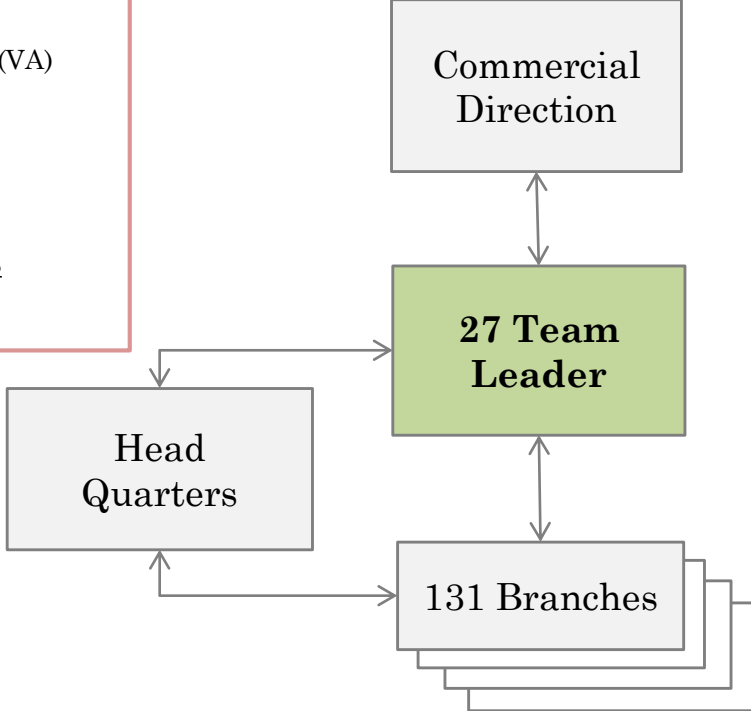 (VA)
Commercial
Direction
27 Team
Leader
Head
Quarters
131 Branches